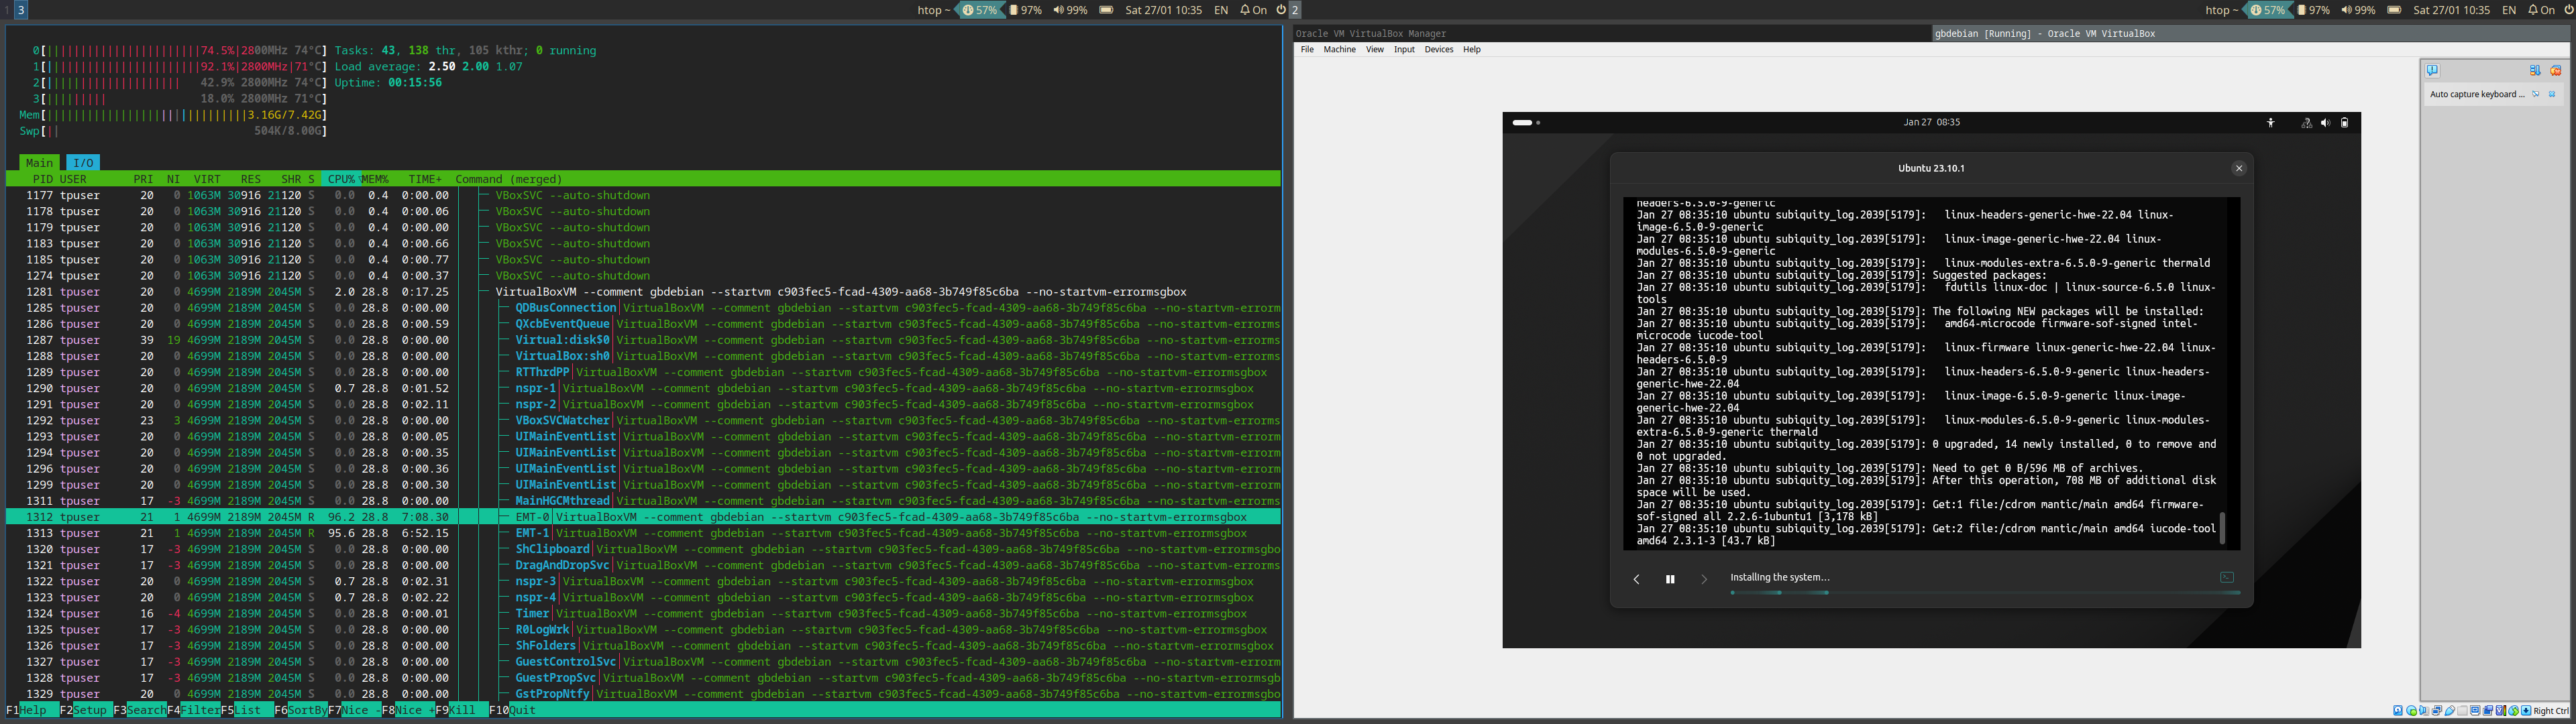 1 3 htop ~ 57% 97% 99% Sat 27/01 10:35 EN On
2 htop ~ 57% 97% 99% Sat 27/01 10:35 EN On
0[||||||||||||||||||||||||74.5%|2800MHz 74°C] Tasks: 43, 138 thr, 105 kthr; 0 running
1[||||||||||||||||||||||||92.1%|2800MHz|71°C] Load average: 2.50 2.00 1.07
2[||||||||||||||||||||| 42.9% 2800MHz 74°C] Uptime: 00:15:56
3[||||||||| 18.0% 2800MHz 71°C]
Mem[|||||||||||||||||||||||||||||||3.16G/7.42G]
Swp[|| 504K/8.00G]
Main I/O
PID USER PRI NI VIRT RES SHR S CPU%▽MEM% TIME+ Command (merged)
1177 tpuser 20 0 1063M 30916 21120 S 0.0 0.4 0:00.00 VBoxSVC --auto-shutdown
1178 tpuser 20 0 1063M 30916 21120 S 0.0 0.4 0:00.06 VBoxSVC --auto-shutdown
1179 tpuser 20 0 1063M 30916 21120 S 0.0 0.4 0:00.00 VBoxSVC --auto-shutdown
1183 tpuser 20 0 1063M 30916 21120 S 0.0 0.4 0:00.66 VBoxSVC --auto-shutdown
1185 tpuser 20 0 1063M 30916 21120 S 0.0 0.4 0:00.77 VBoxSVC --auto-shutdown
1274 tpuser 20 0 1063M 30916 21120 S 0.0 0.4 0:00.37 VBoxSVC --auto-shutdown
1281 tpuser 20 0 4699M 2189M 2045M S 2.0 28.8 0:17.25 VirtualBoxVM --comment gbdebian --startvm c903fec5-fcad-4309-aa68-3b749f85c6ba --no-startvm-errormsgbox
1285 tpuser 20 0 4699M 2189M 2045M S 0.0 28.8 0:00.00 QDBusConnection│VirtualBoxVM --comment gbdebian --startvm c903fec5-fcad-4309-aa68-3b749f85c6ba --no-startvm-errorm
1286 tpuser 20 0 4699M 2189M 2045M S 0.0 28.8 0:00.59 QXcbEventQueue│VirtualBoxVM --comment gbdebian --startvm c903fec5-fcad-4309-aa68-3b749f85c6ba --no-startvm-errorms
1287 tpuser 39 19 4699M 2189M 2045M S 0.0 28.8 0:00.00 Virtual:disk$0│VirtualBoxVM --comment gbdebian --startvm c903fec5-fcad-4309-aa68-3b749f85c6ba --no-startvm-errorms
1288 tpuser 20 0 4699M 2189M 2045M S 0.0 28.8 0:00.00 VirtualBox:sh0│VirtualBoxVM --comment gbdebian --startvm c903fec5-fcad-4309-aa68-3b749f85c6ba --no-startvm-errorms
1289 tpuser 20 0 4699M 2189M 2045M S 0.0 28.8 0:00.00 RTThrdPP│VirtualBoxVM --comment gbdebian --startvm c903fec5-fcad-4309-aa68-3b749f85c6ba --no-startvm-errormsgbox
1290 tpuser 20 0 4699M 2189M 2045M S 0.7 28.8 0:01.52 nspr-1│VirtualBoxVM --comment gbdebian --startvm c903fec5-fcad-4309-aa68-3b749f85c6ba --no-startvm-errormsgbox
1291 tpuser 20 0 4699M 2189M 2045M S 0.0 28.8 0:02.11 nspr-2│VirtualBoxVM --comment gbdebian --startvm c903fec5-fcad-4309-aa68-3b749f85c6ba --no-startvm-errormsgbox
1292 tpuser 23 3 4699M 2189M 2045M S 0.0 28.8 0:00.00 VBoxSVCWatcher│VirtualBoxVM --comment gbdebian --startvm c903fec5-fcad-4309-aa68-3b749f85c6ba --no-startvm-errorms
1293 tpuser 20 0 4699M 2189M 2045M S 0.0 28.8 0:00.05 UIMainEventList│VirtualBoxVM --comment gbdebian --startvm c903fec5-fcad-4309-aa68-3b749f85c6ba --no-startvm-errorm
1294 tpuser 20 0 4699M 2189M 2045M S 0.0 28.8 0:00.35 UIMainEventList│VirtualBoxVM --comment gbdebian --startvm c903fec5-fcad-4309-aa68-3b749f85c6ba --no-startvm-errorm
1296 tpuser 20 0 4699M 2189M 2045M S 0.0 28.8 0:00.36 UIMainEventList│VirtualBoxVM --comment gbdebian --startvm c903fec5-fcad-4309-aa68-3b749f85c6ba --no-startvm-errorm
1299 tpuser 20 0 4699M 2189M 2045M S 0.0 28.8 0:00.30 UIMainEventList│VirtualBoxVM --comment gbdebian --startvm c903fec5-fcad-4309-aa68-3b749f85c6ba --no-startvm-errorm
1311 tpuser 17 -3 4699M 2189M 2045M S 0.0 28.8 0:00.00 MainHGCMthread│VirtualBoxVM --comment gbdebian --startvm c903fec5-fcad-4309-aa68-3b749f85c6ba --no-startvm-errorms
1312 tpuser 21 1 4699M 2189M 2045M R 96.2 28.8 7:08.30 EMT-0│VirtualBoxVM --comment gbdebian --startvm c903fec5-fcad-4309-aa68-3b749f85c6ba --no-startvm-errormsgbox
1313 tpuser 21 1 4699M 2189M 2045M R 95.6 28.8 6:52.15 EMT-1│VirtualBoxVM --comment gbdebian --startvm c903fec5-fcad-4309-aa68-3b749f85c6ba --no-startvm-errormsgbox
1320 tpuser 17 -3 4699M 2189M 2045M S 0.0 28.8 0:00.00 ShClipboard│VirtualBoxVM --comment gbdebian --startvm c903fec5-fcad-4309-aa68-3b749f85c6ba --no-startvm-errormsgbo
1321 tpuser 17 -3 4699M 2189M 2045M S 0.0 28.8 0:00.00 DragAndDropSvc│VirtualBoxVM --comment gbdebian --startvm c903fec5-fcad-4309-aa68-3b749f85c6ba --no-startvm-errorms
1322 tpuser 20 0 4699M 2189M 2045M S 0.7 28.8 0:02.31 nspr-3│VirtualBoxVM --comment gbdebian --startvm c903fec5-fcad-4309-aa68-3b749f85c6ba --no-startvm-errormsgbox
1323 tpuser 20 0 4699M 2189M 2045M S 0.7 28.8 0:02.22 nspr-4│VirtualBoxVM --comment gbdebian --startvm c903fec5-fcad-4309-aa68-3b749f85c6ba --no-startvm-errormsgbox
1324 tpuser 16 -4 4699M 2189M 2045M S 0.0 28.8 0:00.01 Timer│VirtualBoxVM --comment gbdebian --startvm c903fec5-fcad-4309-aa68-3b749f85c6ba --no-startvm-errormsgbox
1325 tpuser 17 -3 4699M 2189M 2045M S 0.0 28.8 0:00.00 R0LogWrk│VirtualBoxVM --comment gbdebian --startvm c903fec5-fcad-4309-aa68-3b749f85c6ba --no-startvm-errormsgbox
1326 tpuser 17 -3 4699M 2189M 2045M S 0.0 28.8 0:00.00 ShFolders│VirtualBoxVM --comment gbdebian --startvm c903fec5-fcad-4309-aa68-3b749f85c6ba --no-startvm-errormsgbox
1327 tpuser 17 -3 4699M 2189M 2045M S 0.0 28.8 0:00.00 GuestControlSvc│VirtualBoxVM --comment gbdebian --startvm c903fec5-fcad-4309-aa68-3b749f85c6ba --no-startvm-errorm
1328 tpuser 17 -3 4699M 2189M 2045M S 0.0 28.8 0:00.00 GuestPropSvc│VirtualBoxVM --comment gbdebian --startvm c903fec5-fcad-4309-aa68-3b749f85c6ba --no-startvm-errormsgb
1329 tpuser 20 0 4699M 2189M 2045M S 0.0 28.8 0:00.00 GstPropNtfy│VirtualBoxVM --comment gbdebian --startvm c903fec5-fcad-4309-aa68-3b749f85c6ba --no-startvm-errormsgbo
F1Help F2Setup F3SearchF4FilterF5List F6SortByF7Nice -F8Nice +F9Kill F10Quit
Oracle VM VirtualBox Manager
gbdebian [Running] - Oracle VM VirtualBox
File Machine View Input Devices Help
Auto capture keyboard ...
Jan 27 08:35
Ubuntu 23.10.1
headers-6.5.0-9-generic
Jan 27 08:35:10 ubuntu subiquity_log.2039[5179]: linux-headers-generic-hwe-22.04 linux-
image-6.5.0-9-generic
Jan 27 08:35:10 ubuntu subiquity_log.2039[5179]: linux-image-generic-hwe-22.04 linux-
modules-6.5.0-9-generic
Jan 27 08:35:10 ubuntu subiquity_log.2039[5179]: linux-modules-extra-6.5.0-9-generic thermald
Jan 27 08:35:10 ubuntu subiquity_log.2039[5179]: Suggested packages:
Jan 27 08:35:10 ubuntu subiquity_log.2039[5179]: fdutils linux-doc | linux-source-6.5.0 linux-
tools
Jan 27 08:35:10 ubuntu subiquity_log.2039[5179]: The following NEW packages will be installed:
Jan 27 08:35:10 ubuntu subiquity_log.2039[5179]: amd64-microcode firmware-sof-signed intel-
microcode iucode-tool
Jan 27 08:35:10 ubuntu subiquity_log.2039[5179]: linux-firmware linux-generic-hwe-22.04 linux-
headers-6.5.0-9
Jan 27 08:35:10 ubuntu subiquity_log.2039[5179]: linux-headers-6.5.0-9-generic linux-headers-
generic-hwe-22.04
Jan 27 08:35:10 ubuntu subiquity_log.2039[5179]: linux-image-6.5.0-9-generic linux-image-
generic-hwe-22.04
Jan 27 08:35:10 ubuntu subiquity_log.2039[5179]: linux-modules-6.5.0-9-generic linux-modules-
extra-6.5.0-9-generic thermald
Jan 27 08:35:10 ubuntu subiquity_log.2039[5179]: 0 upgraded, 14 newly installed, 0 to remove and
0 not upgraded.
Jan 27 08:35:10 ubuntu subiquity_log.2039[5179]: Need to get 0 B/596 MB of archives.
Jan 27 08:35:10 ubuntu subiquity_log.2039[5179]: After this operation, 708 MB of additional disk
space will be used.
Jan 27 08:35:10 ubuntu subiquity_log.2039[5179]: Get:1 file:/cdrom mantic/main amd64 firmware-
sof-signed all 2.2.6-1ubuntu1 [3,178 kB]
Jan 27 08:35:10 ubuntu subiquity_log.2039[5179]: Get:2 file:/cdrom mantic/main amd64 iucode-tool
amd64 2.3.1-3 [43.7 kB]
Installing the system...
Right Ctrl